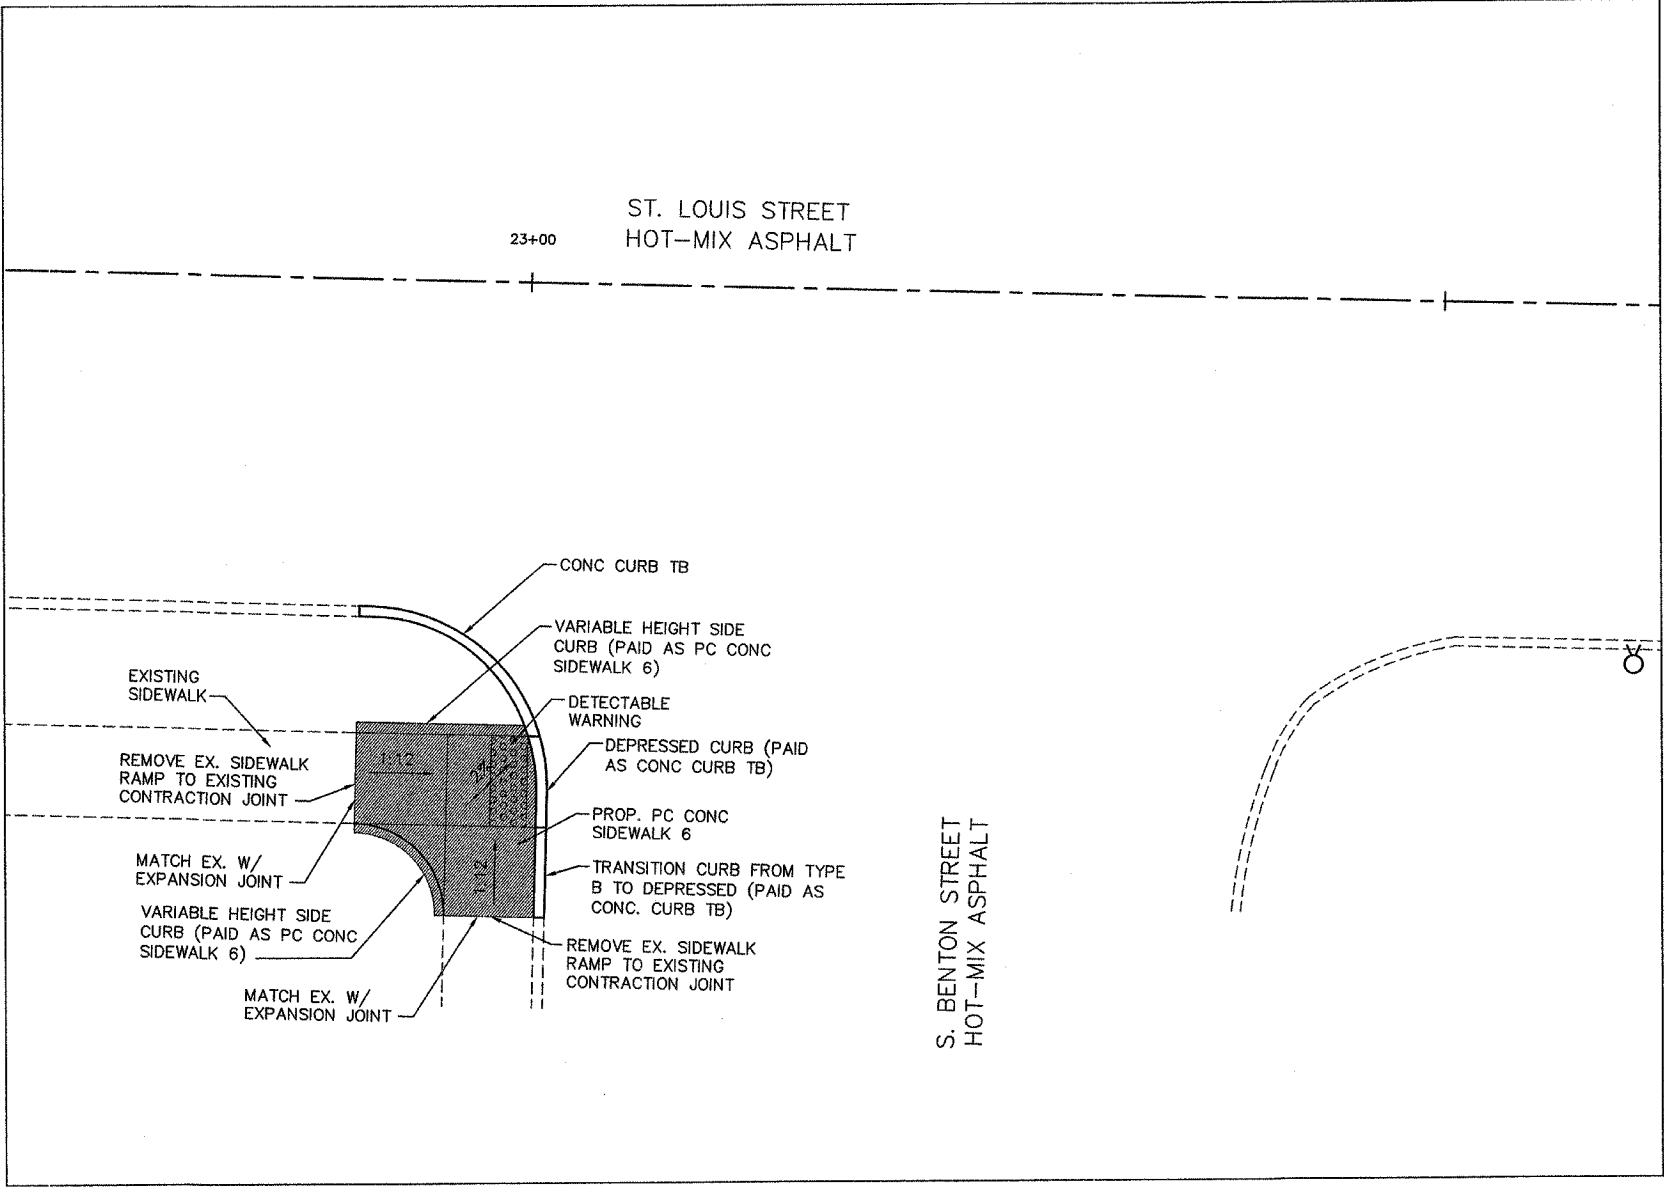 ST. LOUIS STREET
HOT-MIX ASPHALT
23+00
CONC CURB TB
VARIABLE HEIGHT SIDE
CURB (PAID AS PC CONC
SIDEWALK 6)
EXISTING
SIDEWALK
DETECTABLE
WARNING
DEPRESSED CURB (PAID
AS CONC CURB TB)
REMOVE EX. SIDEWALK
RAMP TO EXISTING
CONTRACTION JOINT
1:12
PROP. PC CONC
SIDEWALK 6
MATCH EX. W/
EXPANSION JOINT
1:12
TRANSITION CURB FROM TYPE
B TO DEPRESSED (PAID AS
CONC. CURB TB)
VARIABLE HEIGHT SIDE
CURB (PAID AS PC CONC
SIDEWALK 6)
REMOVE EX. SIDEWALK
RAMP TO EXISTING
CONTRACTION JOINT
MATCH EX. W/
EXPANSION JOINT
S. BENTON STREET
HOT-MIX ASPHALT